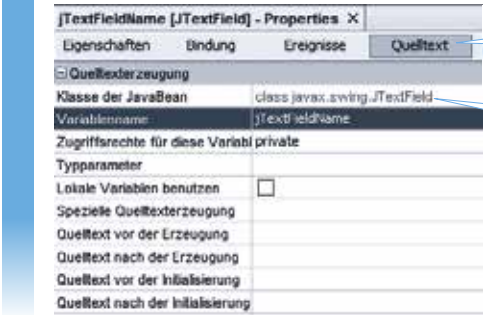 jTextFieldName [JTextField] - Properties ×
Eigenschaften Bindung Ereignisse Quelltext
Quelltexterzeugung
Klasse der JavaBean class javax.swing.JTextField
Variablenname jTextFieldName
Zugriffsrechte für diese Variabl private
Typparameter
Lokale Variablen benutzen
Spezielle Quelltexterzeugung
Quelltext vor der Erzeugung
Quelltext nach der Erzeugung
Quelltext vor der Initialisierung
Quelltext nach der Initialisierung